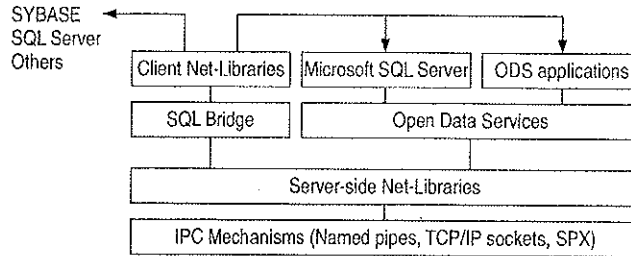 SYBASE
SQL Server
Others
Client Net-Libraries
Microsoft SQL Server
ODS applications
SQL Bridge
Open Data Services
Server-side Net-Libraries
IPC Mechanisms (Named pipes, TCP/IP sockets, SPX)